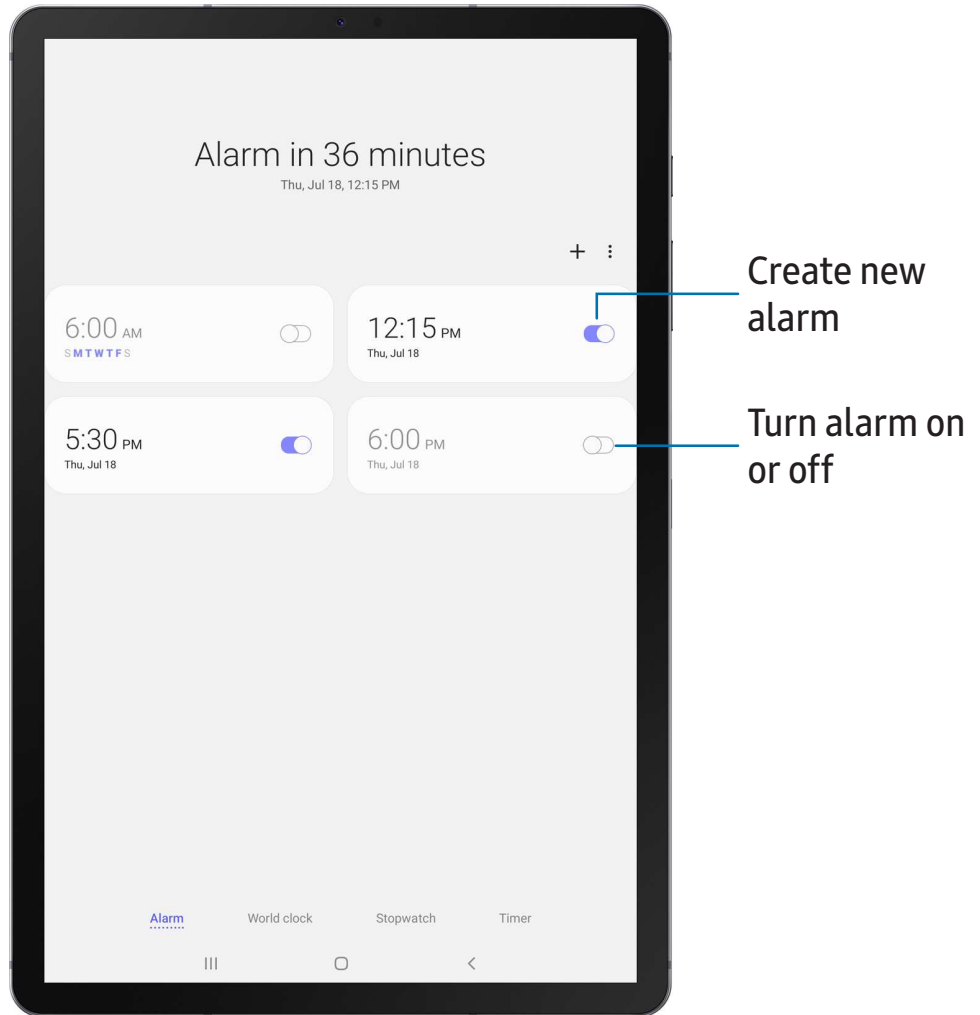 Alarm in 36 minutes
Thu, Jul 18, 12:15 PM
6:00 AM
SMTWTFS
12:15 PM
Thu, Jul 18
5:30 PM
Thu, Jul 18
6:00 PM
Thu, Jul 18
Create new
alarm
Turn alarm on
or off
Alarm World clock Stopwatch Timer